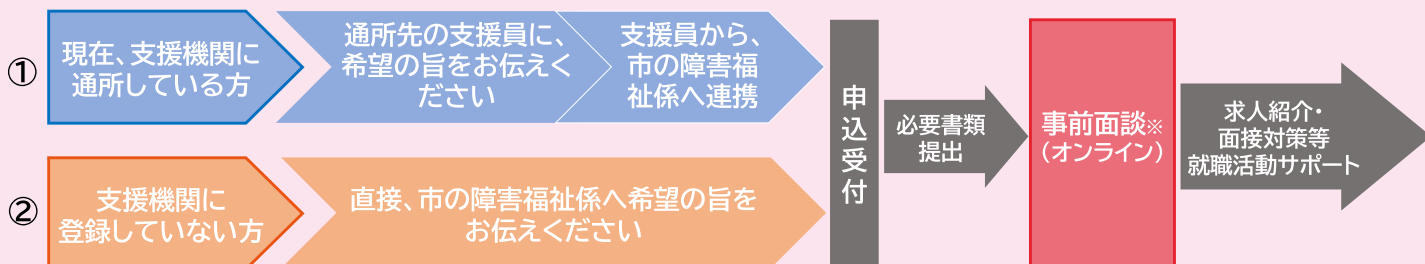 ①
現在、支援機関に
通所している方
通所先の支援員に、
希望の旨をお伝えく
ださい
支援員から、
市の障害福
祉係へ連携
②
支援機関に
登録していない方
直接、市の障害福祉係へ希望の旨を
お伝えください
申込受付
必要書類
提出
事前面談※
（オンライン）
求人紹介・
面接対策等
就職活動サポート